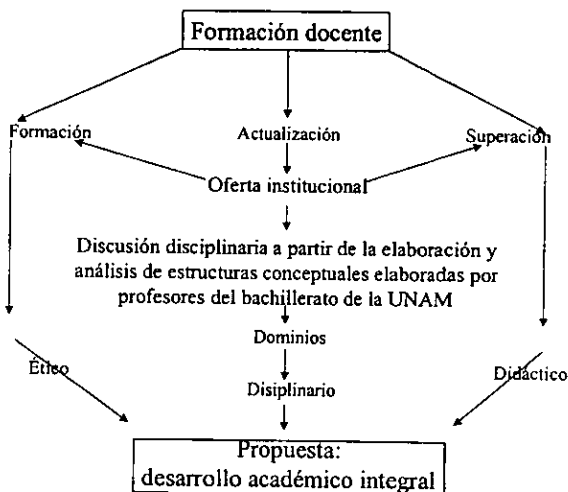 Formación docente
Formación
Actualización
Superación
Oferta institucional
Discusión disciplinaria a partir de la elaboración y
análisis de estructuras conceptuales elaboradas por
profesores del bachillerato de la UNAM
Dominios
Ético
Didáctico
Disiplinario
Propuesta:
desarrollo académico integral